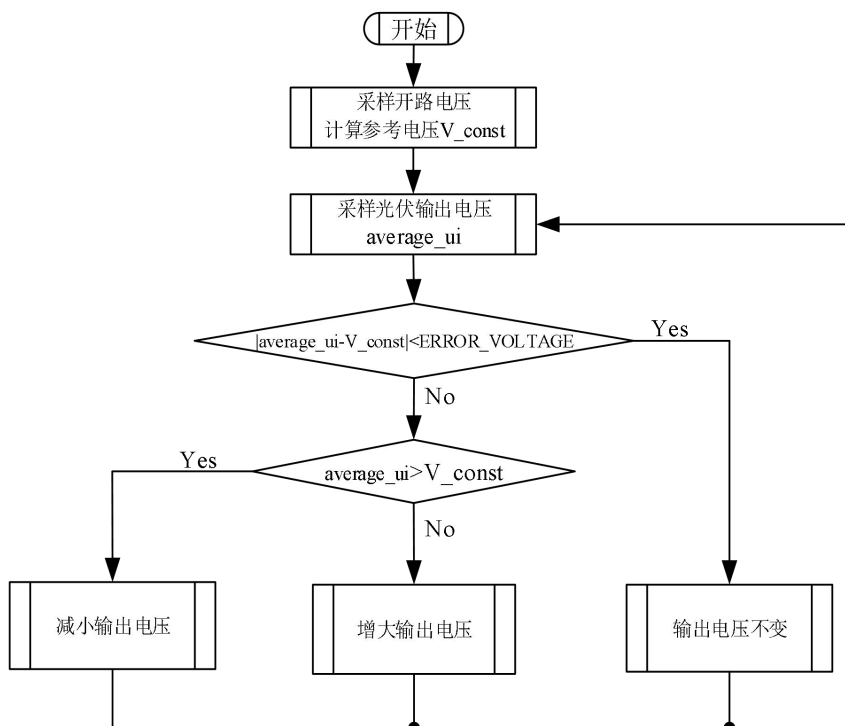 开始
采样开路电压
计算参考电压V_const
采样光伏输出电压
average_ui
|average_ui-V_const|<ERROR_VOLTAGE
Yes
No
Yes
average_ui>V_const
No
减小输出电压
增大输出电压
输出电压不变